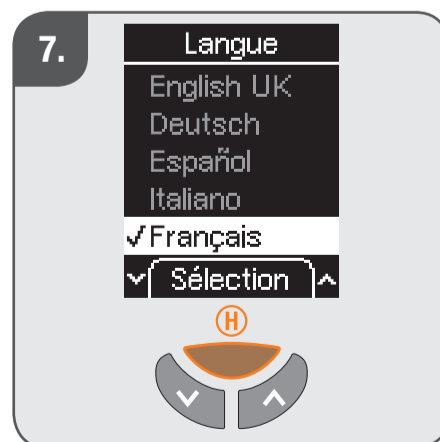 7.
Langue
English UK
Deutsch
Español
Italiano
✓Français
Sélection
H